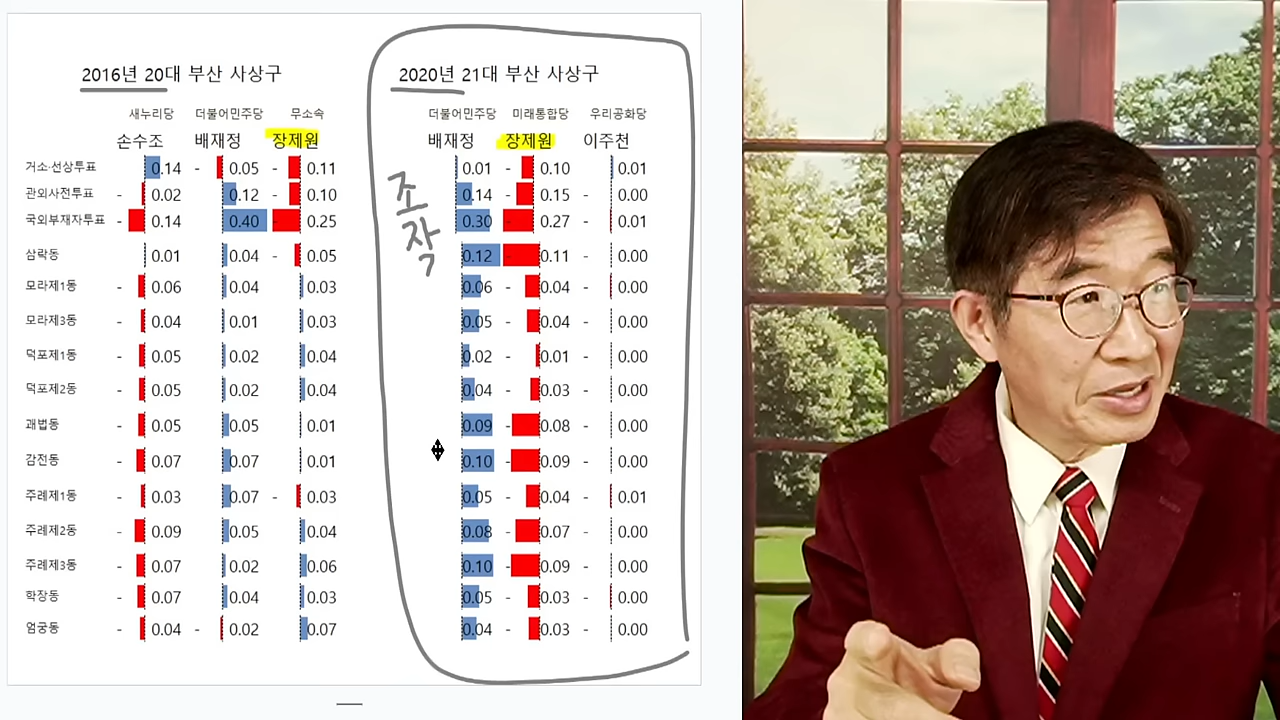 2016년 20대 부산 사상구
새누리당 더불어민주당 무소속
손수조 배재정 장제원
거소·선상투표 0.14 - 0.05 - 0.11
관외사전투표 - 0.02 0.12 - 0.10
국외부재자투표 - 0.14 0.40 - 0.25
삼락동 0.01 0.04 - 0.05
모라제1동 - 0.06 0.04 0.03
모라제3동 - 0.04 0.01 0.03
덕포제1동 - 0.05 0.02 0.04
덕포제2동 - 0.05 0.02 0.04
괘법동 - 0.05 0.05 0.01
감전동 - 0.07 0.07 0.01
주례제1동 - 0.03 0.07 - 0.03
주례제2동 - 0.09 0.05 0.04
주례제3동 - 0.07 0.02 0.06
학장동 - 0.07 0.04 0.03
엄궁동 - 0.04 - 0.02 0.07
2020년 21대 부산 사상구
더불어민주당 미래통합당 우리공화당
배재정 장제원 이주천
0.01 - 0.10 0.01
0.14 - 0.15 - 0.00
0.30 - 0.27 - 0.01
0.12 - 0.11 - 0.00
0.06 - 0.04 - 0.00
0.05 - 0.04 - 0.00
0.02 - 0.01 - 0.00
0.04 - 0.03 - 0.00
0.09 - 0.08 - 0.00
0.10 - 0.09 - 0.00
0.05 - 0.04 - 0.01
0.08 - 0.07 - 0.00
0.10 - 0.09 - 0.00
0.05 - 0.03 - 0.00
0.04 - 0.03 - 0.00
조
작